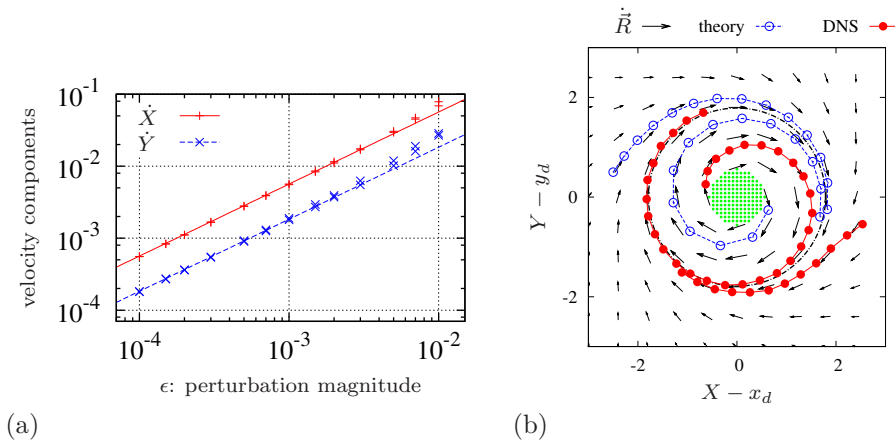 10⁻¹
10⁻²
10⁻³
10⁻⁴
velocity components
Ẋ
Ẏ
10⁻⁴ 10⁻³ 10⁻²
ϵ: perturbation magnitude
(a)
Ṙ⃗ theory DNS
2
0
-2
Y − y_d
-2 0 2
X − x_d
(b)